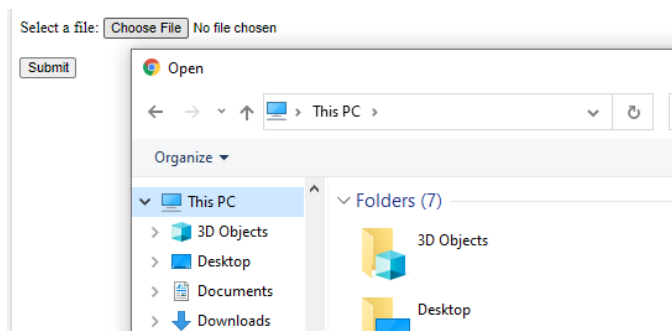 Select a file: Choose File No file chosen
Submit
Open
This PC
Organize
This PC
3D Objects
Desktop
Documents
Downloads
Folders (7)
3D Objects
Desktop